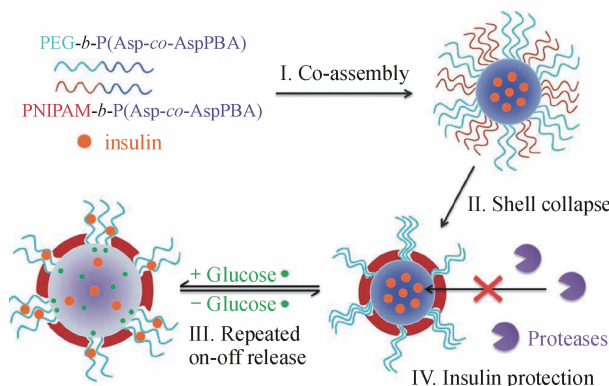 PEG-b-P(Asp-co-AspPBA)
PNIPAM-b-P(Asp-co-AspPBA)
insulin
I. Co-assembly
II. Shell collapse
+ Glucose
− Glucose
III. Repeated
on-off release
Proteases
IV. Insulin protection